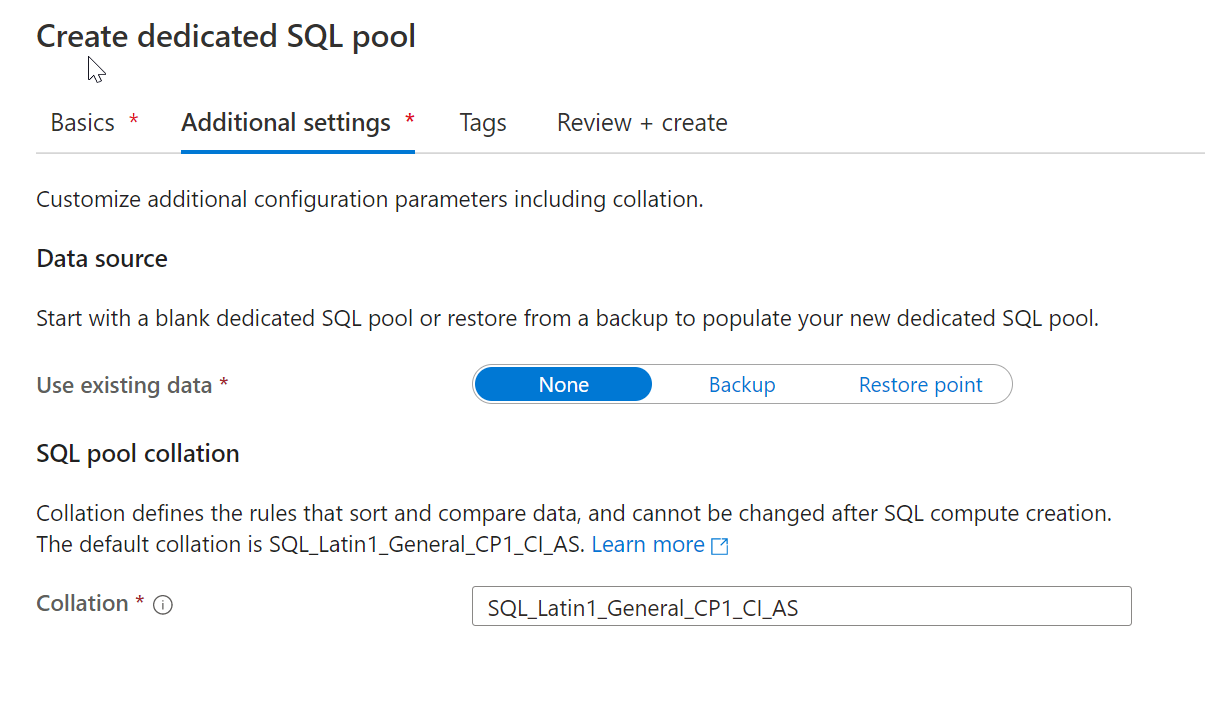 Create dedicated SQL pool
Basics * Additional settings * Tags Review + create
Customize additional configuration parameters including collation.
Data source
Start with a blank dedicated SQL pool or restore from a backup to populate your new dedicated SQL pool.
Use existing data * None Backup Restore point
SQL pool collation
Collation defines the rules that sort and compare data, and cannot be changed after SQL compute creation.
The default collation is SQL_Latin1_General_CP1_CI_AS. Learn more
Collation * SQL_Latin1_General_CP1_CI_AS